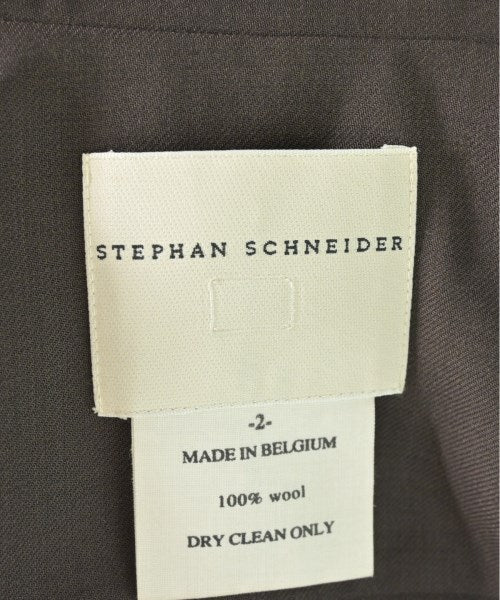 STEPHAN SCHNEIDER
-2-
MADE IN BELGIUM
100% wool
DRY CLEAN ONLY